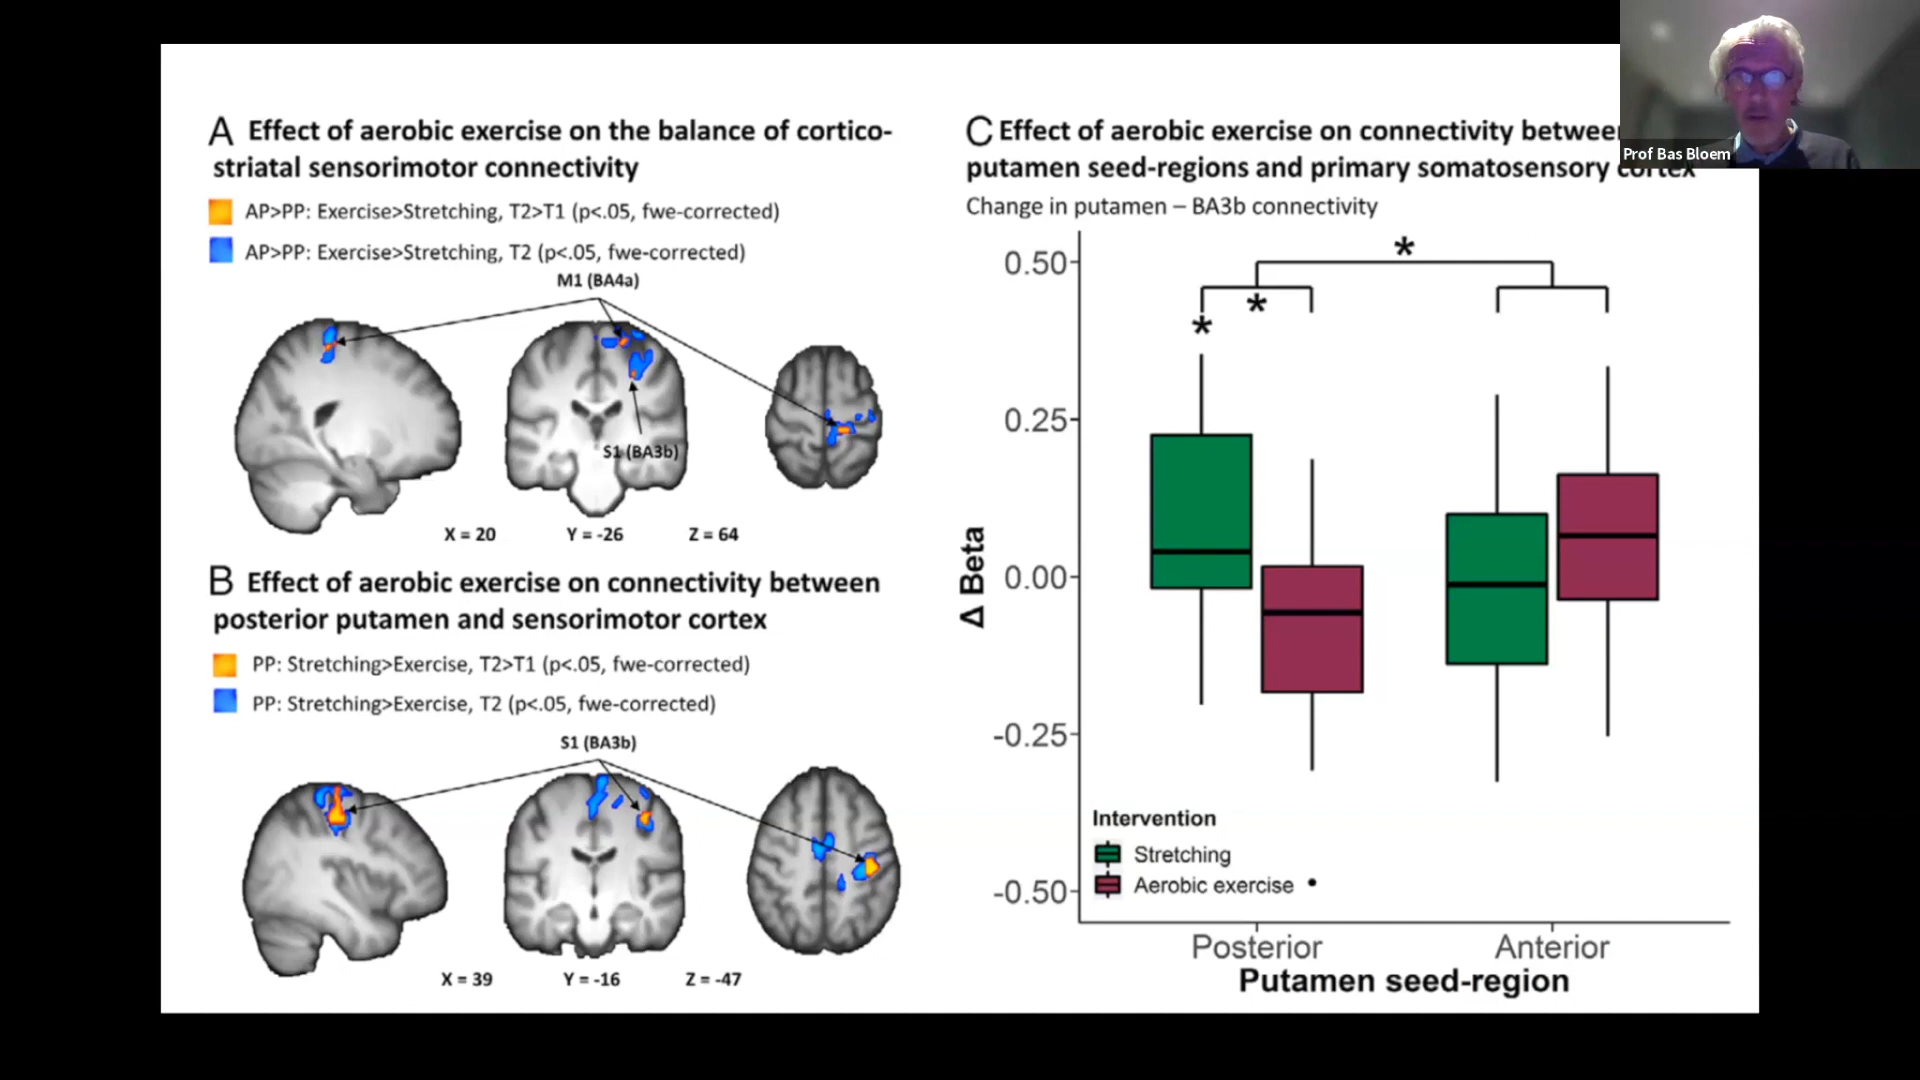 Prof Bas Bloem
A Effect of aerobic exercise on the balance of cortico-
striatal sensorimotor connectivity
AP>PP: Exercise>Stretching, T2>T1 (p<.05, fwe-corrected)
AP>PP: Exercise>Stretching, T2 (p<.05, fwe-corrected)
M1 (BA4a)
S1 (BA3b)
X = 20 Y = -26 Z = 64
B Effect of aerobic exercise on connectivity between
posterior putamen and sensorimotor cortex
PP: Stretching>Exercise, T2>T1 (p<.05, fwe-corrected)
PP: Stretching>Exercise, T2 (p<.05, fwe-corrected)
S1 (BA3b)
X = 39 Y = -16 Z = -47
C Effect of aerobic exercise on connectivity between
putamen seed-regions and primary somatosensory cortex
Change in putamen – BA3b connectivity
*
* *
0.50
0.25
0.00
-0.25
-0.50
Δ Beta
Intervention
Stretching
Aerobic exercise
Posterior Anterior
Putamen seed-region